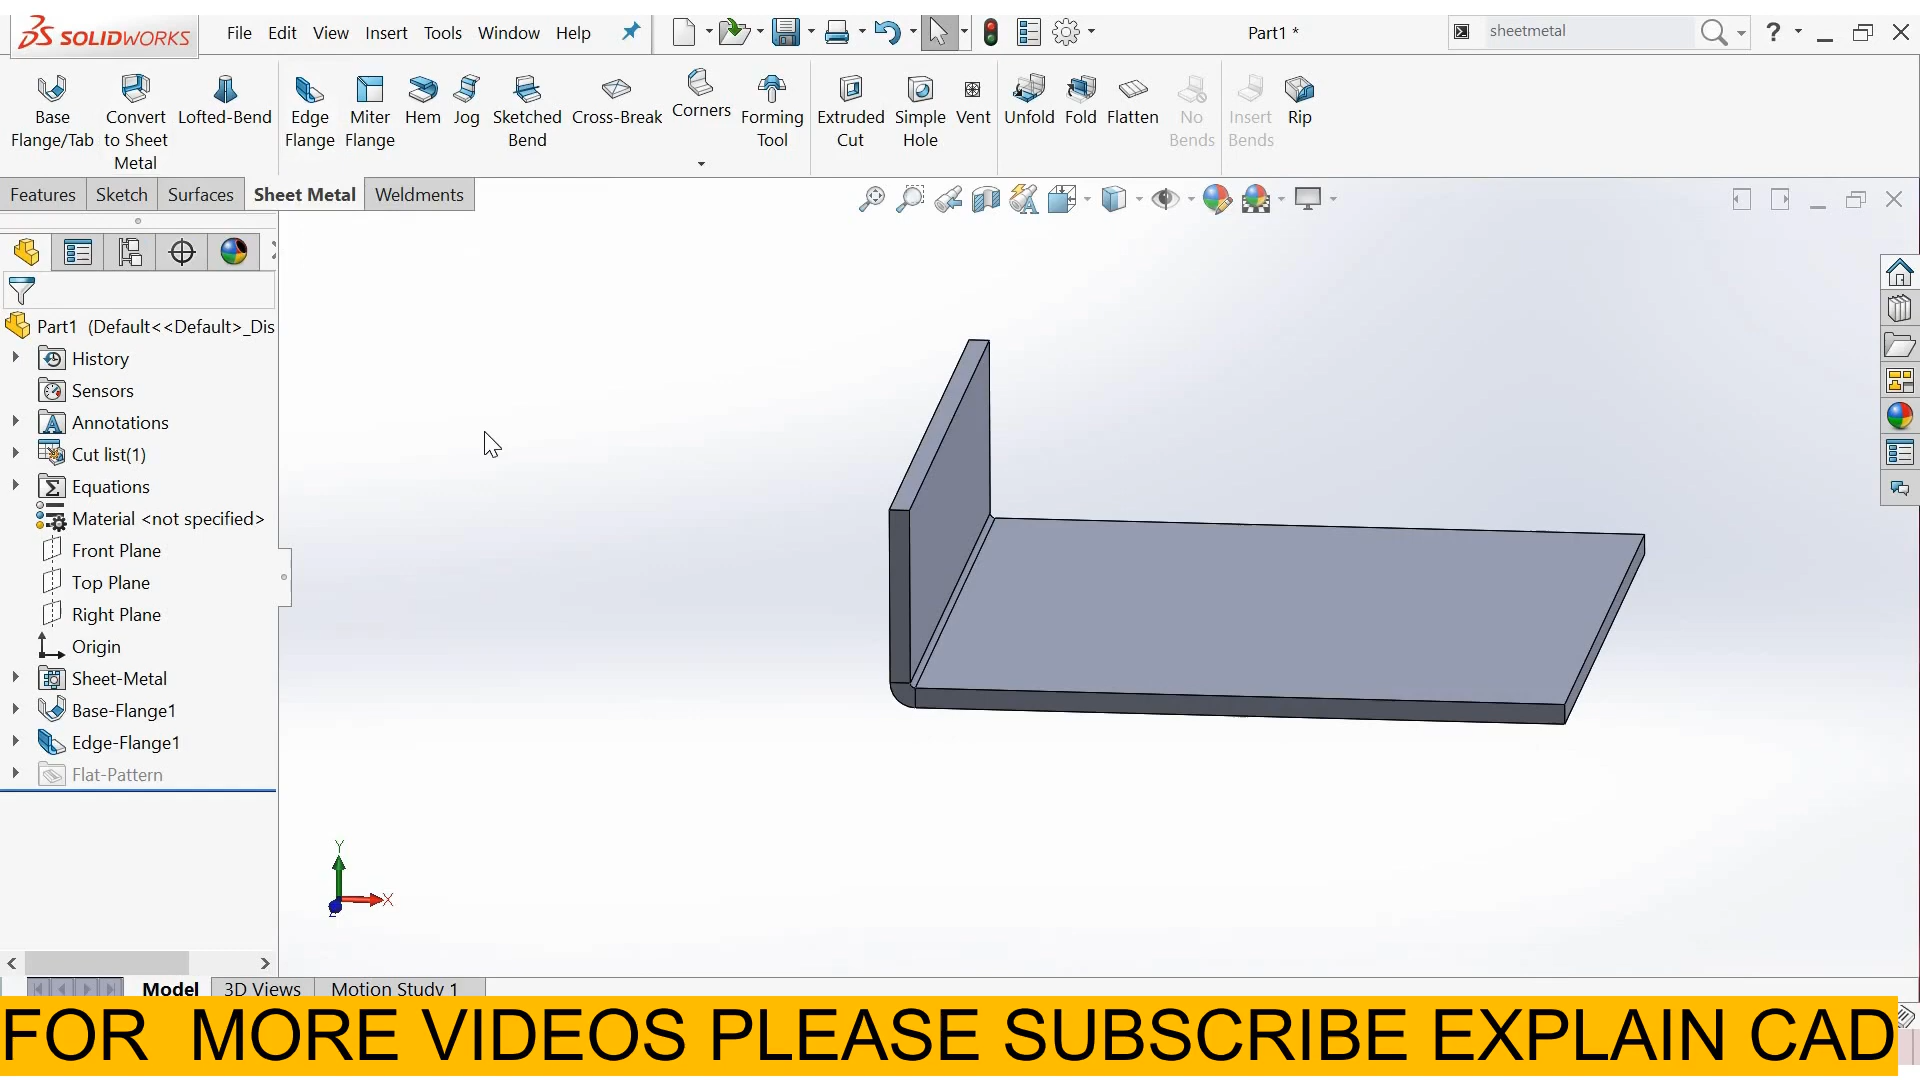 SOLIDWORKS
File Edit View Insert Tools Window Help
Part1 *
sheetmetal
?
Base Flange/Tab
Convert to Sheet Metal
Lofted-Bend
Edge Flange
Miter Flange
Hem
Jog
Sketched Bend
Cross-Break
Corners
Forming Tool
Extruded Cut
Simple Hole
Vent
Unfold
Fold
Flatten
No Bends
Insert Bends
Rip
Features Sketch Surfaces Sheet Metal Weldments
Part1 (Default<<Default>_Dis
History
Sensors
Annotations
Cut list(1)
Equations
Material <not specified>
Front Plane
Top Plane
Right Plane
Origin
Sheet-Metal
Base-Flange1
Edge-Flange1
Flat-Pattern
Y
X
Z
Model 3D Views Motion Study 1
FOR MORE VIDEOS PLEASE SUBSCRIBE EXPLAIN CAD